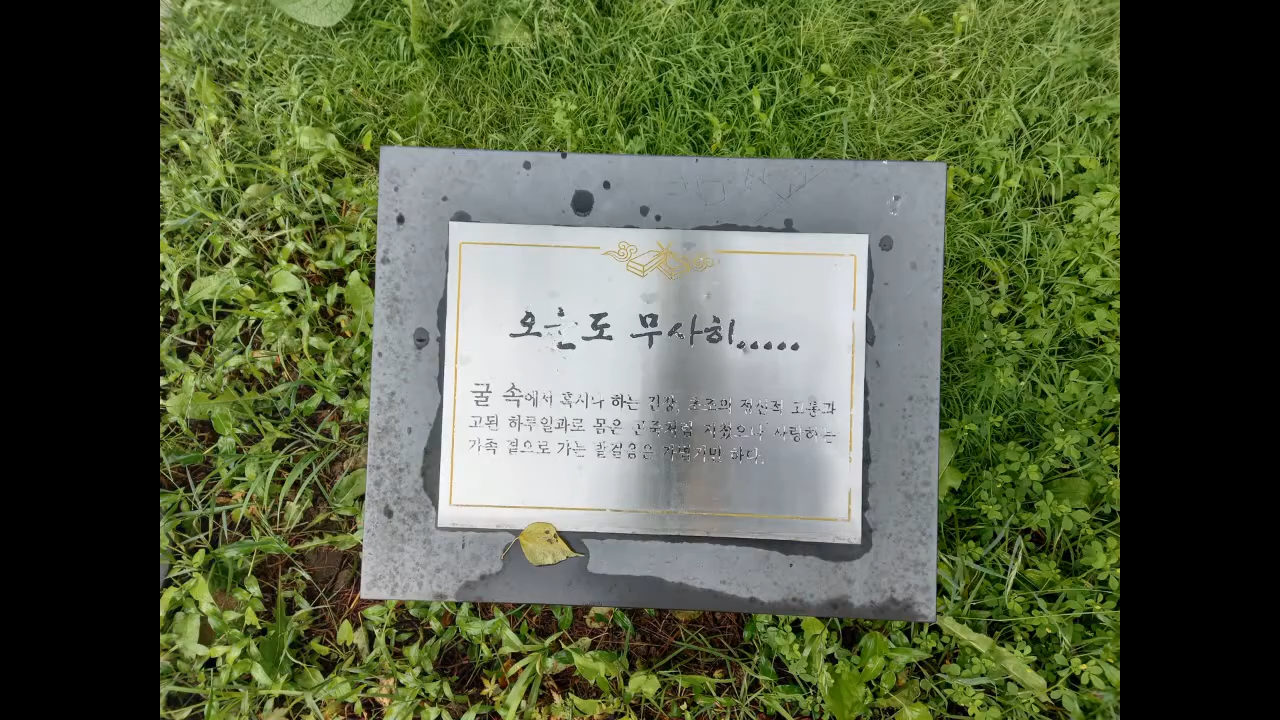 오늘도 무사히.....
굴 속에서 혹시나 하는 긴장, 초조의 정신적 고통과
고된 하루일과로 몸은 지쳤으나 사랑하는
가족 곁으로 가는 발걸음은 가볍기만 하다.